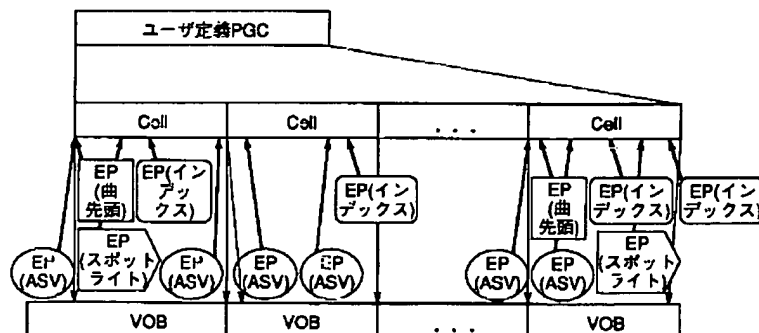 ユーザ定義PGC
Cell
Cell
. . .
Cell
EP
(曲
先頭)
EP(イン
デッ
クス)
EP(イン
デックス)
EP
(曲
先頭)
EP(イン
デックス)
EP(イン
デックス)
EP
(ASV)
EP
(スポット
ライト)
EP
(ASV)
EP
(ASV)
EP
(ASV)
EP
(ASV)
EP
(ASV)
EP
(スポット
ライト)
VOB
VOB
. . .
VOB